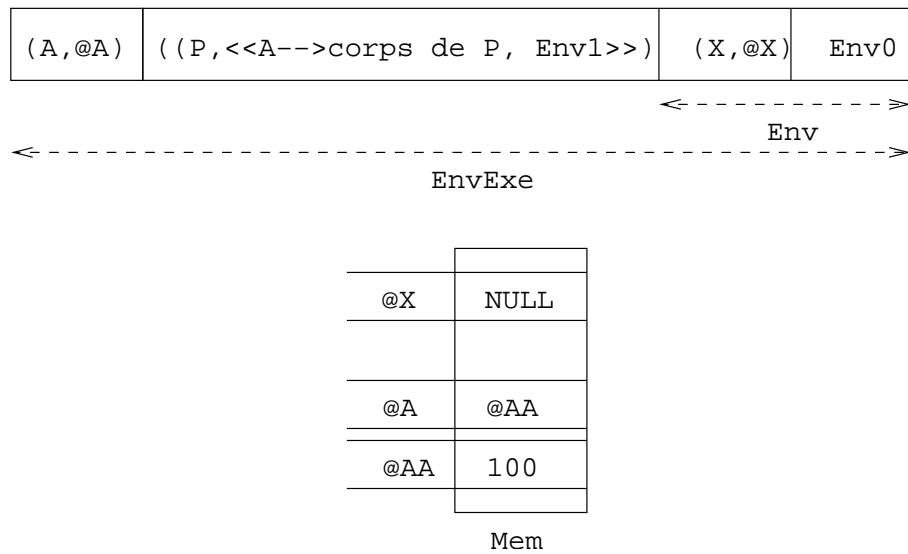 (A,@A) ((P,<<A-->corps de P, Env1>>) (X,@X) Env0
Env
EnvExe
@X NULL
@A @AA
@AA 100
Mem